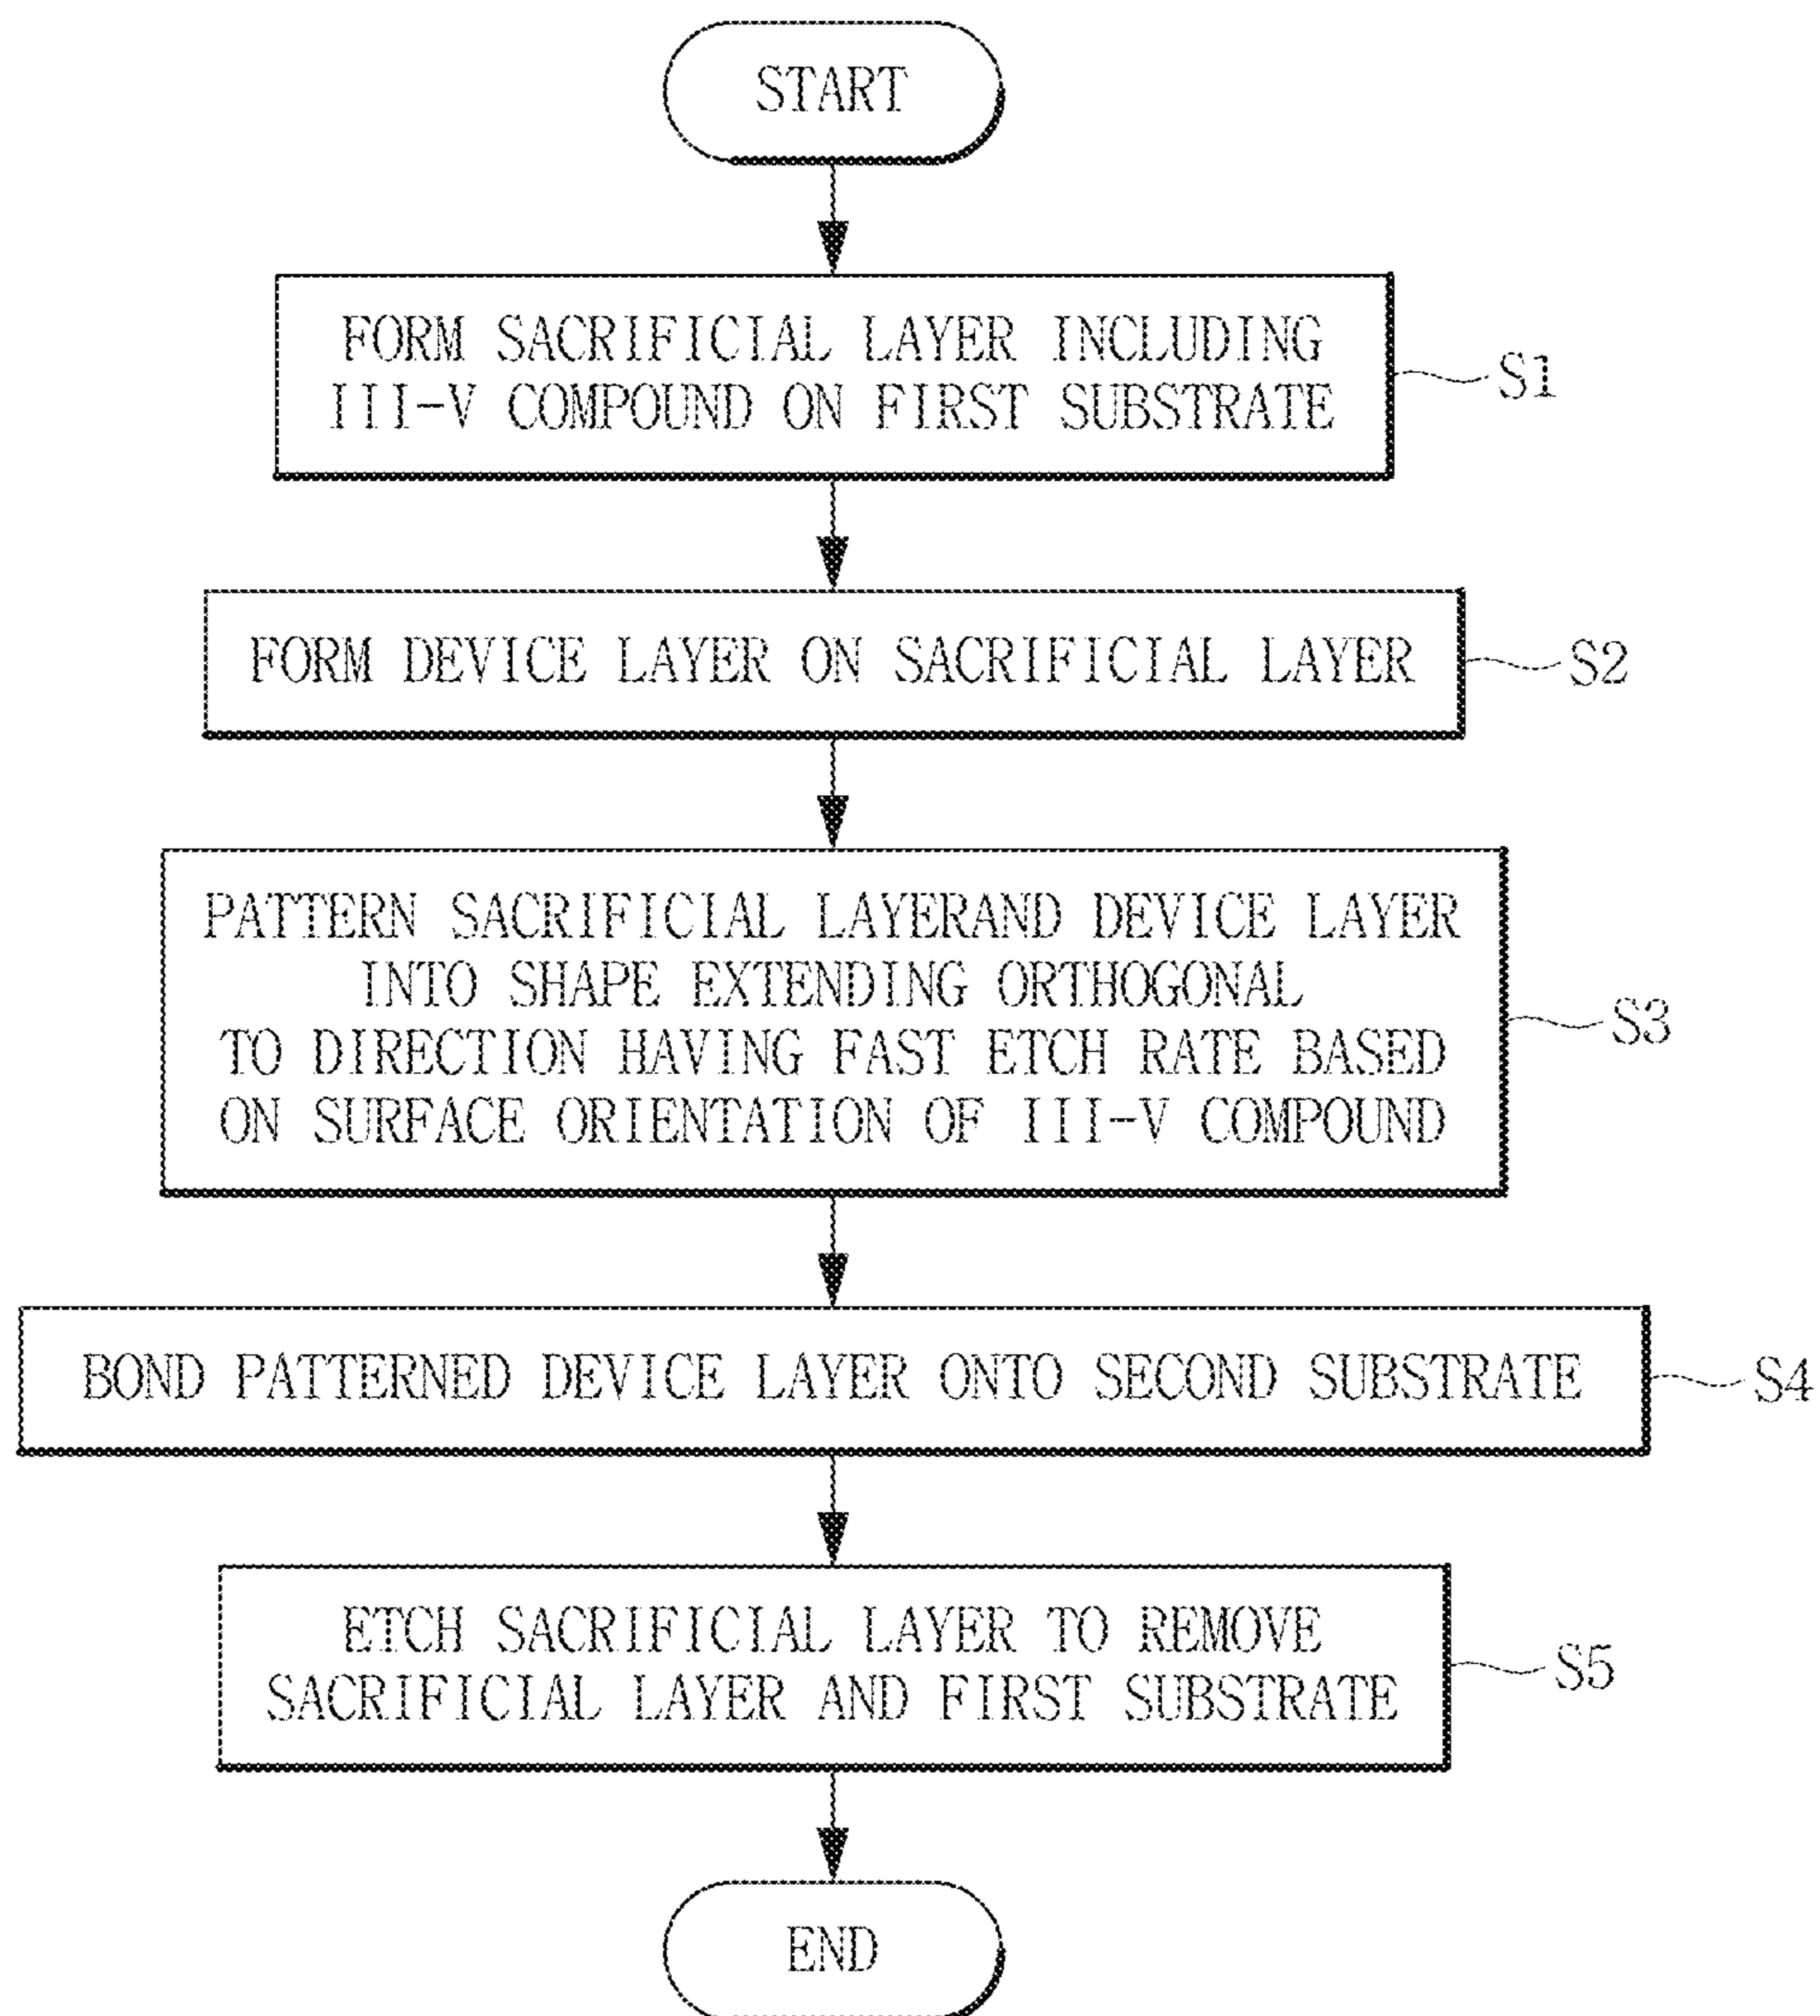 START
FORM SACRIFICIAL LAYER INCLUDING
III-V COMPOUND ON FIRST SUBSTRATE
S1
FORM DEVICE LAYER ON SACRIFICIAL LAYER
S2
PATTERN SACRIFICIAL LAYERAND DEVICE LAYER
INTO SHAPE EXTENDING ORTHOGONAL
TO DIRECTION HAVING FAST ETCH RATE BASED
ON SURFACE ORIENTATION OF III-V COMPOUND
S3
BOND PATTERNED DEVICE LAYER ONTO SECOND SUBSTRATE
S4
ETCH SACRIFICIAL LAYER TO REMOVE
SACRIFICIAL LAYER AND FIRST SUBSTRATE
S5
END